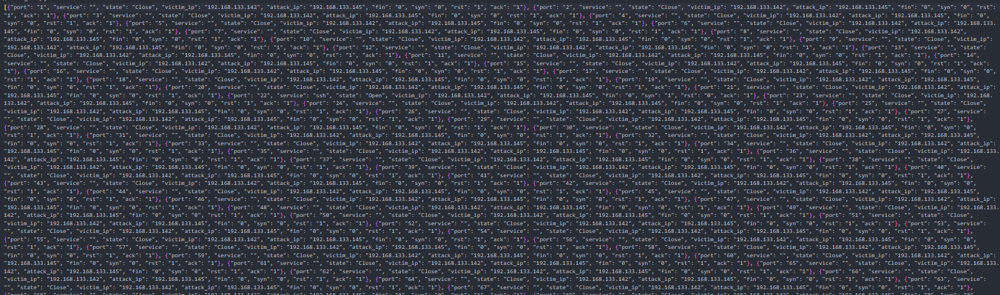 [{"port": "1", "service": "", "state": "Close", "victim_ip": "192.168.133.142", "attack_ip": "192.168.133.145", "fin": "0", "syn": "0", "rst": "1", "ack": "1"}, {"port": "2", "service": "", "state": "Close", "victim_ip": "192.168.133.142", "attack_ip": "192.168.133.145", "fin": "0", "syn": "0", "rst":
"1", "ack": "1"}, {"port": "3", "service": "", "state": "Close", "victim_ip": "192.168.133.142", "attack_ip": "192.168.133.145", "fin": "0", "syn": "0", "rst": "1", "ack": "1"}, {"port": "4", "service": "", "state": "Close", "victim_ip": "192.168.133.142", "attack_ip": "192.168.133.145", "fin": "0",
"syn": "0", "rst": "1", "ack": "1"}, {"port": "5", "service": "", "state": "Close", "victim_ip": "192.168.133.142", "attack_ip": "192.168.133.145", "fin": "0", "syn": "0", "rst": "1", "ack": "1"}, {"port": "6", "service": "", "state": "Close", "victim_ip": "192.168.133.142", "attack_ip": "192.168.133.
145", "fin": "0", "syn": "0", "rst": "1", "ack": "1"}, {"port": "7", "service": "", "state": "Close", "victim_ip": "192.168.133.142", "attack_ip": "192.168.133.145", "fin": "0", "syn": "0", "rst": "1", "ack": "1"}, {"port": "8", "service": "", "state": "Close", "victim_ip": "192.168.133.142",
"attack_ip": "192.168.133.145", "fin": "0", "syn": "0", "rst": "1", "ack": "1"}, {"port": "10", "service": "", "state": "Close", "victim_ip": "192.168.133.142", "attack_ip": "192.168.133.145", "fin": "0", "syn": "0", "rst": "1", "ack": "1"}, {"port": "9", "service": "", "state": "Close", "victim_ip":
"192.168.133.142", "attack_ip": "192.168.133.145", "fin": "0", "syn": "0", "rst": "1", "ack": "1"}, {"port": "12", "service": "", "state": "Close", "victim_ip": "192.168.133.142", "attack_ip": "192.168.133.145", "fin": "0", "syn": "0", "rst": "1", "ack": "1"}, {"port": "13", "service": "", "state":
"Close", "victim_ip": "192.168.133.142", "attack_ip": "192.168.133.145", "fin": "0", "syn": "0", "rst": "1", "ack": "1"}, {"port": "11", "service": "", "state": "Close", "victim_ip": "192.168.133.142", "attack_ip": "192.168.133.145", "fin": "0", "syn": "0", "rst": "1", "ack": "1"}, {"port": "14",
"service": "", "state": "Close", "victim_ip": "192.168.133.142", "attack_ip": "192.168.133.145", "fin": "0", "syn": "0", "rst": "1", "ack": "1"}, {"port": "15", "service": "", "state": "Close", "victim_ip": "192.168.133.142", "attack_ip": "192.168.133.145", "fin": "0", "syn": "0", "rst": "1", "ack":
"1"}, {"port": "16", "service": "", "state": "Close", "victim_ip": "192.168.133.142", "attack_ip": "192.168.133.145", "fin": "0", "syn": "0", "rst": "1", "ack": "1"}, {"port": "17", "service": "", "state": "Close", "victim_ip": "192.168.133.142", "attack_ip": "192.168.133.145", "fin": "0", "syn": "0",
"rst": "1", "ack": "1"}, {"port": "18", "service": "", "state": "Close", "victim_ip": "192.168.133.142", "attack_ip": "192.168.133.145", "fin": "0", "syn": "0", "rst": "1", "ack": "1"}, {"port": "19", "service": "", "state": "Close", "victim_ip": "192.168.133.142", "attack_ip": "192.168.133.145",
"fin": "0", "syn": "0", "rst": "1", "ack": "1"}, {"port": "20", "service": "", "state": "Close", "victim_ip": "192.168.133.142", "attack_ip": "192.168.133.145", "fin": "0", "syn": "0", "rst": "1", "ack": "1"}, {"port": "21", "service": "", "state": "Close", "victim_ip": "192.168.133.142", "attack_ip":
"192.168.133.145", "fin": "0", "syn": "0", "rst": "1", "ack": "1"}, {"port": "22", "service": "ssh", "state": "Open", "victim_ip": "192.168.133.142", "attack_ip": "192.168.133.145", "fin": "0", "syn": "1", "rst": "0", "ack": "1"}, {"port": "23", "service": "", "state": "Close", "victim_ip": "192.168.
133.142", "attack_ip": "192.168.133.145", "fin": "0", "syn": "0", "rst": "1", "ack": "1"}, {"port": "24", "service": "", "state": "Close", "victim_ip": "192.168.133.142", "attack_ip": "192.168.133.145", "fin": "0", "syn": "0", "rst": "1", "ack": "1"}, {"port": "25", "service": "", "state": "Close",
"victim_ip": "192.168.133.142", "attack_ip": "192.168.133.145", "fin": "0", "syn": "0", "rst": "1", "ack": "1"}, {"port": "26", "service": "", "state": "Close", "victim_ip": "192.168.133.142", "attack_ip": "192.168.133.145", "fin": "0", "syn": "0", "rst": "1", "ack": "1"}, {"port": "27", "service":
"", "state": "Close", "victim_ip": "192.168.133.142", "attack_ip": "192.168.133.145", "fin": "0", "syn": "0", "rst": "1", "ack": "1"}, {"port": "29", "service": "", "state": "Close", "victim_ip": "192.168.133.142", "attack_ip": "192.168.133.145", "fin": "0", "syn": "0", "rst": "1", "ack": "1"},
{"port": "28", "service": "", "state": "Close", "victim_ip": "192.168.133.142", "attack_ip": "192.168.133.145", "fin": "0", "syn": "0", "rst": "1", "ack": "1"}, {"port": "30", "service": "", "state": "Close", "victim_ip": "192.168.133.142", "attack_ip": "192.168.133.145", "fin": "0", "syn": "0",
"rst": "1", "ack": "1"}, {"port": "31", "service": "", "state": "Close", "victim_ip": "192.168.133.142", "attack_ip": "192.168.133.145", "fin": "0", "syn": "0", "rst": "1", "ack": "1"}, {"port": "32", "service": "", "state": "Close", "victim_ip": "192.168.133.142", "attack_ip": "192.168.133.145",
"fin": "0", "syn": "0", "rst": "1", "ack": "1"}, {"port": "33", "service": "", "state": "Close", "victim_ip": "192.168.133.142", "attack_ip": "192.168.133.145", "fin": "0", "syn": "0", "rst": "1", "ack": "1"}, {"port": "34", "service": "", "state": "Close", "victim_ip": "192.168.133.142", "attack_ip":
"192.168.133.145", "fin": "0", "syn": "0", "rst": "1", "ack": "1"}, {"port": "35", "service": "", "state": "Close", "victim_ip": "192.168.133.142", "attack_ip": "192.168.133.145", "fin": "0", "syn": "0", "rst": "1", "ack": "1"}, {"port": "36", "service": "", "state": "Close", "victim_ip": "192.168.133.
142", "attack_ip": "192.168.133.145", "fin": "0", "syn": "0", "rst": "1", "ack": "1"}, {"port": "37", "service": "", "state": "Close", "victim_ip": "192.168.133.142", "attack_ip": "192.168.133.145", "fin": "0", "syn": "0", "rst": "1", "ack": "1"}, {"port": "38", "service": "", "state": "Close",
"victim_ip": "192.168.133.142", "attack_ip": "192.168.133.145", "fin": "0", "syn": "0", "rst": "1", "ack": "1"}, {"port": "39", "service": "", "state": "Close", "victim_ip": "192.168.133.142", "attack_ip": "192.168.133.145", "fin": "0", "syn": "0", "rst": "1", "ack": "1"}, {"port": "40", "service":
"", "state": "Close", "victim_ip": "192.168.133.142", "attack_ip": "192.168.133.145", "fin": "0", "syn": "0", "rst": "1", "ack": "1"}, {"port": "41", "service": "", "state": "Close", "victim_ip": "192.168.133.142", "attack_ip": "192.168.133.145", "fin": "0", "syn": "0", "rst": "1", "ack": "1"},
{"port": "43", "service": "", "state": "Close", "victim_ip": "192.168.133.142", "attack_ip": "192.168.133.145", "fin": "0", "syn": "0", "rst": "1", "ack": "1"}, {"port": "42", "service": "", "state": "Close", "victim_ip": "192.168.133.142", "attack_ip": "192.168.133.145", "fin": "0", "syn": "0",
"rst": "1", "ack": "1"}, {"port": "44", "service": "", "state": "Close", "victim_ip": "192.168.133.142", "attack_ip": "192.168.133.145", "fin": "0", "syn": "0", "rst": "1", "ack": "1"}, {"port": "45", "service": "", "state": "Close", "victim_ip": "192.168.133.142", "attack_ip": "192.168.133.145",
"fin": "0", "syn": "0", "rst": "1", "ack": "1"}, {"port": "46", "service": "", "state": "Close", "victim_ip": "192.168.133.142", "attack_ip": "192.168.133.145", "fin": "0", "syn": "0", "rst": "1", "ack": "1"}, {"port": "47", "service": "", "state": "Close", "victim_ip": "192.168.133.142", "attack_ip":
"192.168.133.145", "fin": "0", "syn": "0", "rst": "1", "ack": "1"}, {"port": "48", "service": "", "state": "Close", "victim_ip": "192.168.133.142", "attack_ip": "192.168.133.145", "fin": "0", "syn": "0", "rst": "1", "ack": "1"}, {"port": "49", "service": "", "state": "Close", "victim_ip": "192.168.133.
142", "attack_ip": "192.168.133.145", "fin": "0", "syn": "0", "rst": "1", "ack": "1"}, {"port": "50", "service": "", "state": "Close", "victim_ip": "192.168.133.142", "attack_ip": "192.168.133.145", "fin": "0", "syn": "0", "rst": "1", "ack": "1"}, {"port": "51", "service": "", "state": "Close",
"victim_ip": "192.168.133.142", "attack_ip": "192.168.133.145", "fin": "0", "syn": "0", "rst": "1", "ack": "1"}, {"port": "52", "service": "", "state": "Close", "victim_ip": "192.168.133.142", "attack_ip": "192.168.133.145", "fin": "0", "syn": "0", "rst": "1", "ack": "1"}, {"port": "53", "service":
"", "state": "Close", "victim_ip": "192.168.133.142", "attack_ip": "192.168.133.145", "fin": "0", "syn": "0", "rst": "1", "ack": "1"}, {"port": "54", "service": "", "state": "Close", "victim_ip": "192.168.133.142", "attack_ip": "192.168.133.145", "fin": "0", "syn": "0", "rst": "1", "ack": "1"},
{"port": "55", "service": "", "state": "Close", "victim_ip": "192.168.133.142", "attack_ip": "192.168.133.145", "fin": "0", "syn": "0", "rst": "1", "ack": "1"}, {"port": "56", "service": "", "state": "Close", "victim_ip": "192.168.133.142", "attack_ip": "192.168.133.145", "fin": "0", "syn": "0",
"rst": "1", "ack": "1"}, {"port": "57", "service": "", "state": "Close", "victim_ip": "192.168.133.142", "attack_ip": "192.168.133.145", "fin": "0", "syn": "0", "rst": "1", "ack": "1"}, {"port": "58", "service": "", "state": "Close", "victim_ip": "192.168.133.142", "attack_ip": "192.168.133.145",
"fin": "0", "syn": "0", "rst": "1", "ack": "1"}, {"port": "59", "service": "", "state": "Close", "victim_ip": "192.168.133.142", "attack_ip": "192.168.133.145", "fin": "0", "syn": "0", "rst": "1", "ack": "1"}, {"port": "60", "service": "", "state": "Close", "victim_ip": "192.168.133.142", "attack_ip":
"192.168.133.145", "fin": "0", "syn": "0", "rst": "1", "ack": "1"}, {"port": "61", "service": "", "state": "Close", "victim_ip": "192.168.133.142", "attack_ip": "192.168.133.145", "fin": "0", "syn": "0", "rst": "1", "ack": "1"}, {"port": "65", "service": "", "state": "Close", "victim_ip": "192.168.133.
142", "attack_ip": "192.168.133.145", "fin": "0", "syn": "0", "rst": "1", "ack": "1"}, {"port": "62", "service": "", "state": "Close", "victim_ip": "192.168.133.142", "attack_ip": "192.168.133.145", "fin": "0", "syn": "0", "rst": "1", "ack": "1"}, {"port": "66", "service": "", "state": "Close",
"victim_ip": "192.168.133.142", "attack_ip": "192.168.133.145", "fin": "0", "syn": "0", "rst": "1", "ack": "1"}, {"port": "64", "service": "", "state": "Close", "victim_ip": "192.168.133.142", "attack_ip": "192.168.133.145", "fin": "0", "syn": "0", "rst": "1", "ack": "1"}, {"port": "63", "service":
"", "state": "Close", "victim_ip": "192.168.133.142", "attack_ip": "192.168.133.145", "fin": "0", "syn": "0", "rst": "1", "ack": "1"}, {"port": "67", "service": "", "state": "Close", "victim_ip": "192.168.133.142", "attack_ip": "192.168.133.145", "fin": "0", "syn": "0", "rst": "1", "ack": "1"},